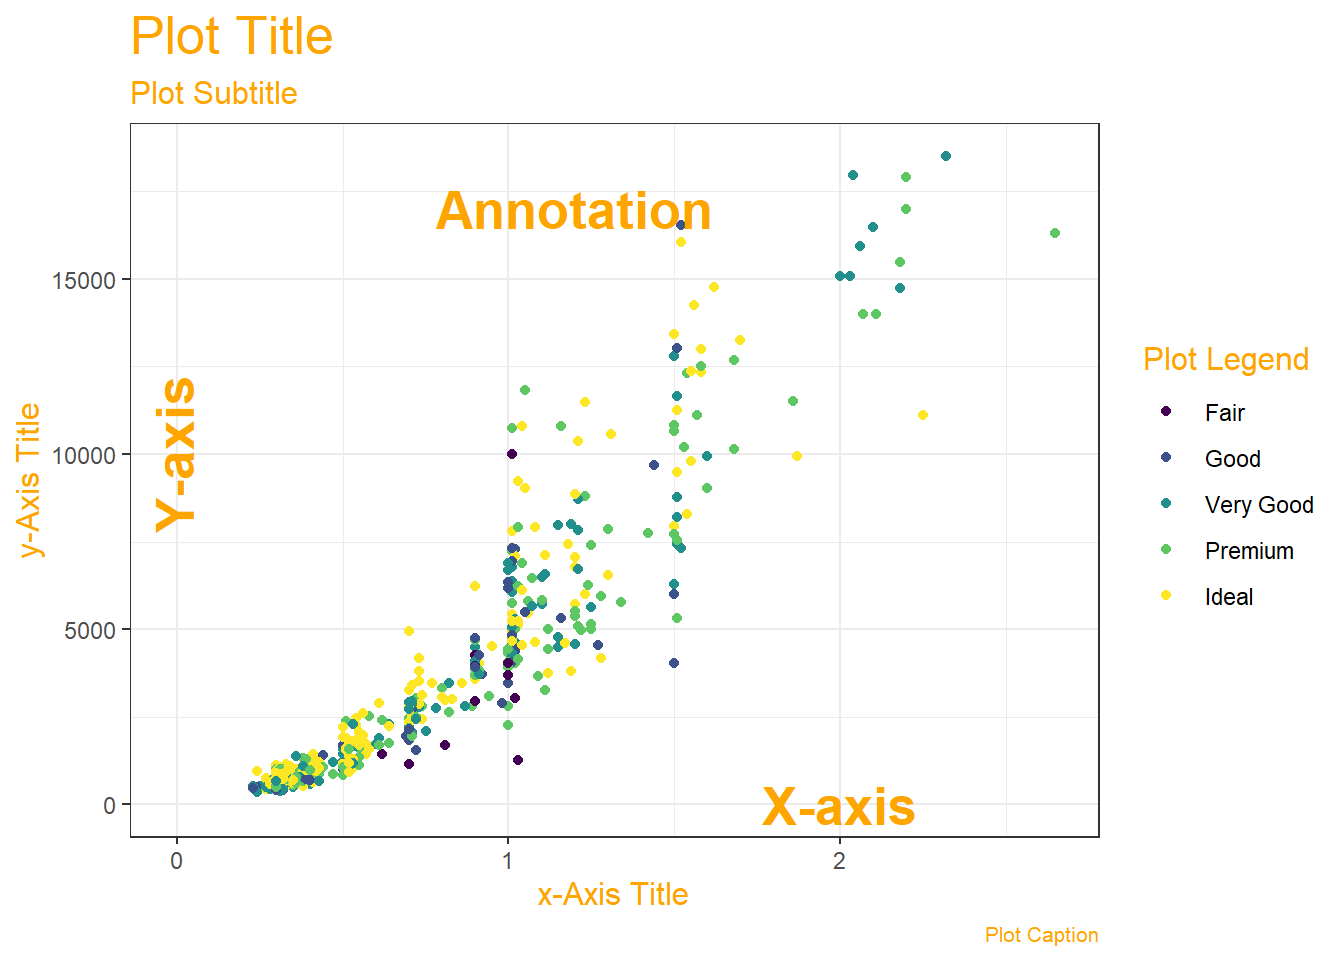 Plot Title
Plot Subtitle
Annotation
15000
10000
5000
0
y-Axis Title
Y-axis
X-axis
0 1 2
x-Axis Title
Plot Legend
Fair
Good
Very Good
Premium
Ideal
Plot Caption